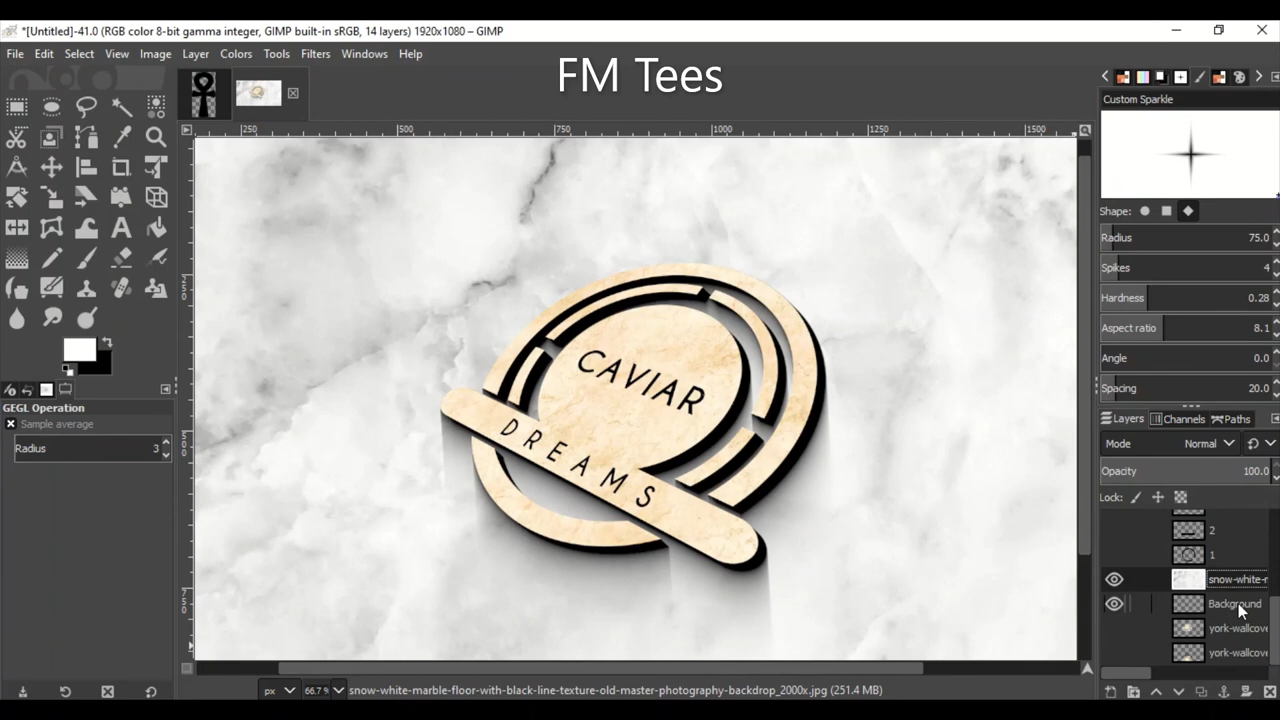 *[Untitled]-41.0 (RGB color 8-bit gamma integer, GIMP built-in sRGB, 14 layers) 1920x1080 – GIMP
File Edit Select View Image Layer Colors Tools Filters Windows Help
FM Tees
Custom Sparkle
250 500 750 1000 1250 1500
Shape:
Radius 75.0
Spikes 4
Hardness 0.28
Aspect ratio 8.1
Angle 0.0
Spacing 20.0
GEGL Operation
Sample average
Radius 3
250
500
750
CAVIAR
DREAMS
Layers Channels Paths
Mode Normal
Opacity 100.0
Lock:
2
1
snow-white-m
Background
york-wallcove
york-wallcove
px 66.7 % snow-white-marble-floor-with-black-line-texture-old-master-photography-backdrop_2000x.jpg (251.4 MB)